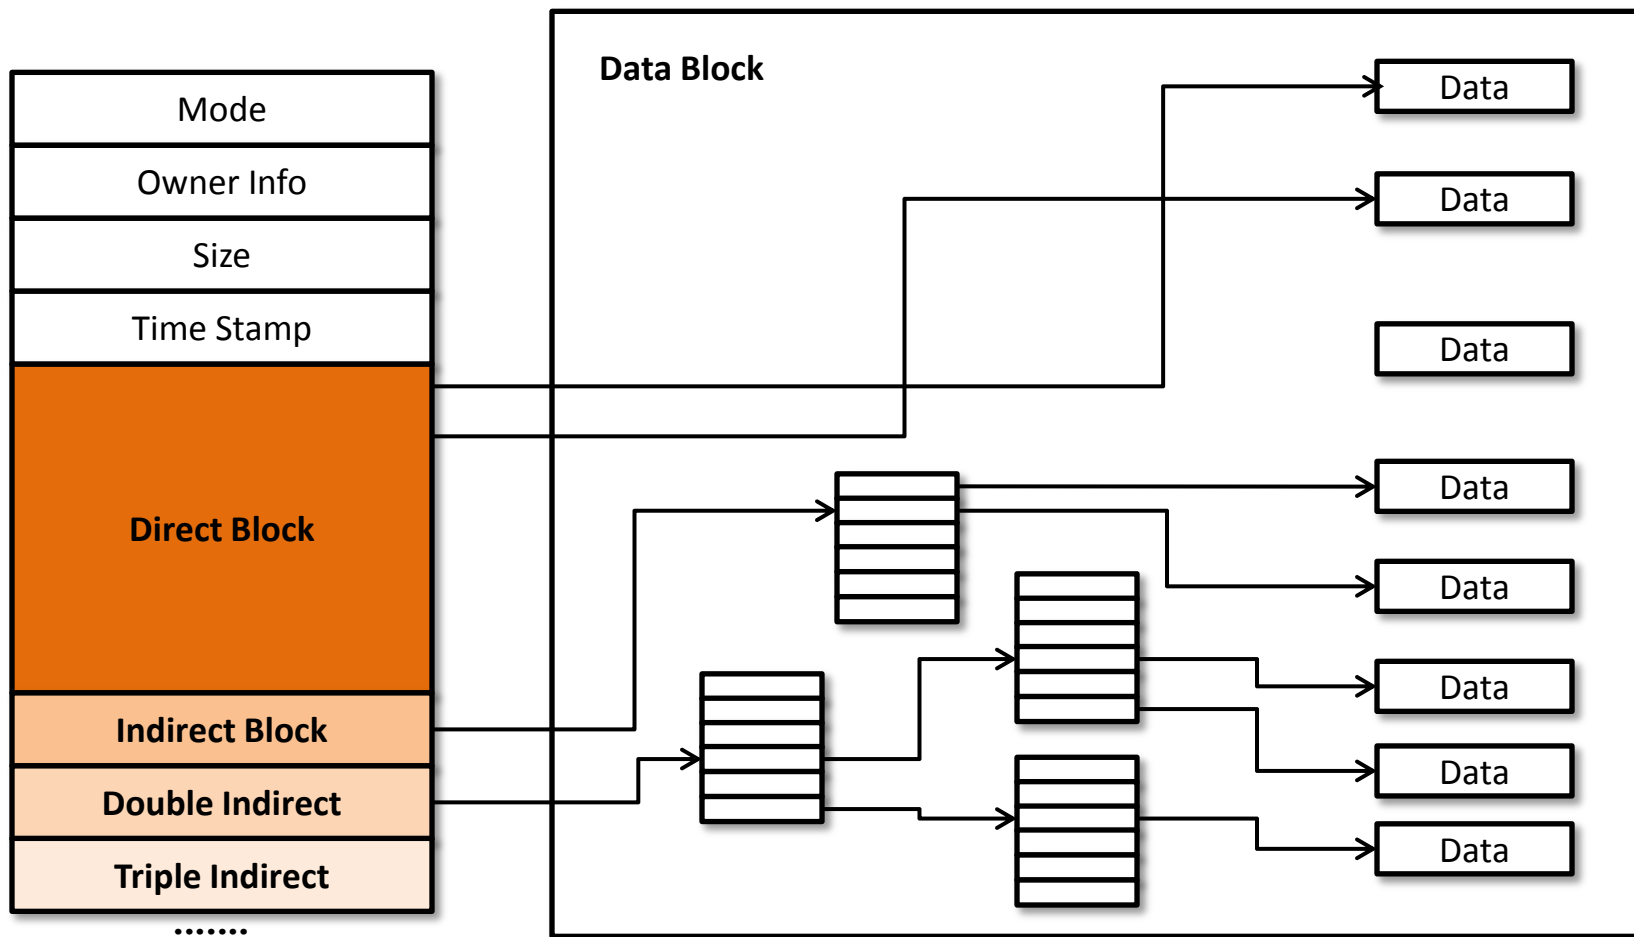 Mode
Owner Info
Size
Time Stamp
Direct Block
Indirect Block
Double Indirect
Triple Indirect
.......
Data Block
Data
Data
Data
Data
Data
Data
Data
Data